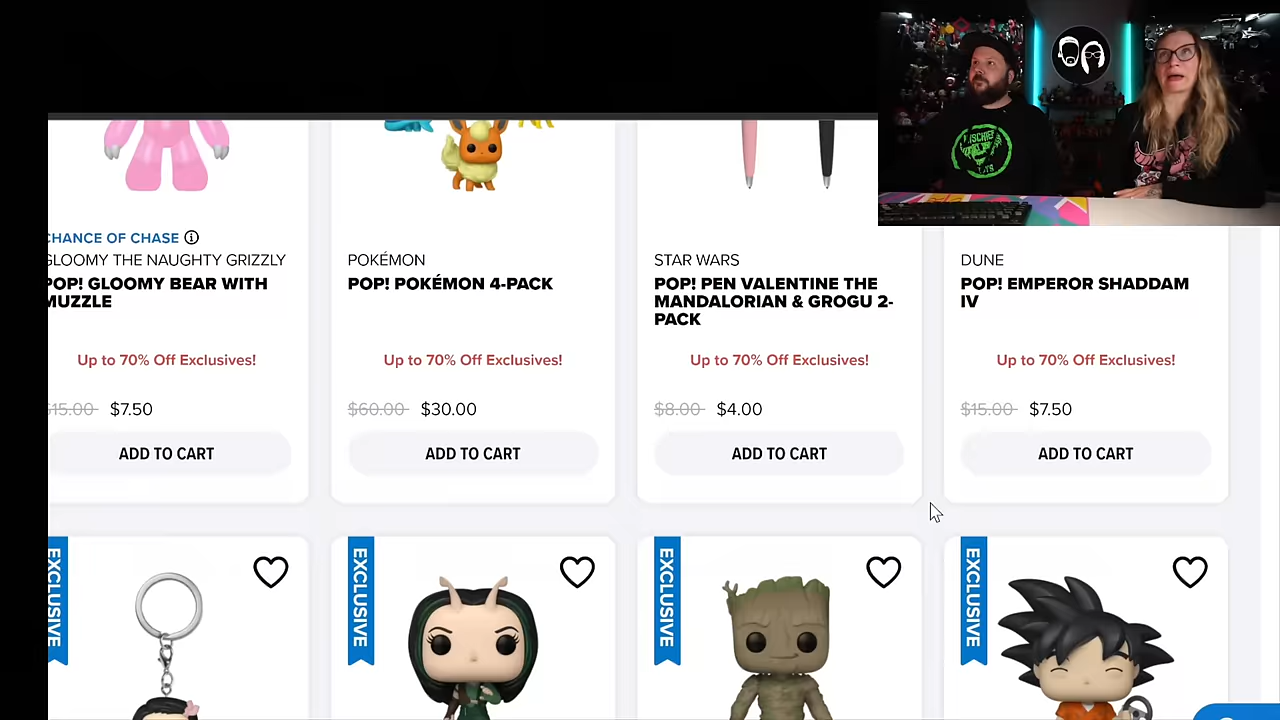 CHANCE OF CHASE
GLOOMY THE NAUGHTY GRIZZLY
POP! GLOOMY BEAR WITH
MUZZLE
Up to 70% Off Exclusives!
$15.00 $7.50
ADD TO CART
POKÉMON
POP! POKÉMON 4-PACK
Up to 70% Off Exclusives!
$60.00 $30.00
ADD TO CART
STAR WARS
POP! PEN VALENTINE THE
MANDALORIAN & GROGU 2-
PACK
Up to 70% Off Exclusives!
$8.00 $4.00
ADD TO CART
DUNE
POP! EMPEROR SHADDAM
IV
Up to 70% Off Exclusives!
$15.00 $7.50
ADD TO CART
EXCLUSIVE
EXCLUSIVE
EXCLUSIVE
EXCLUSIVE
MISCHIEF